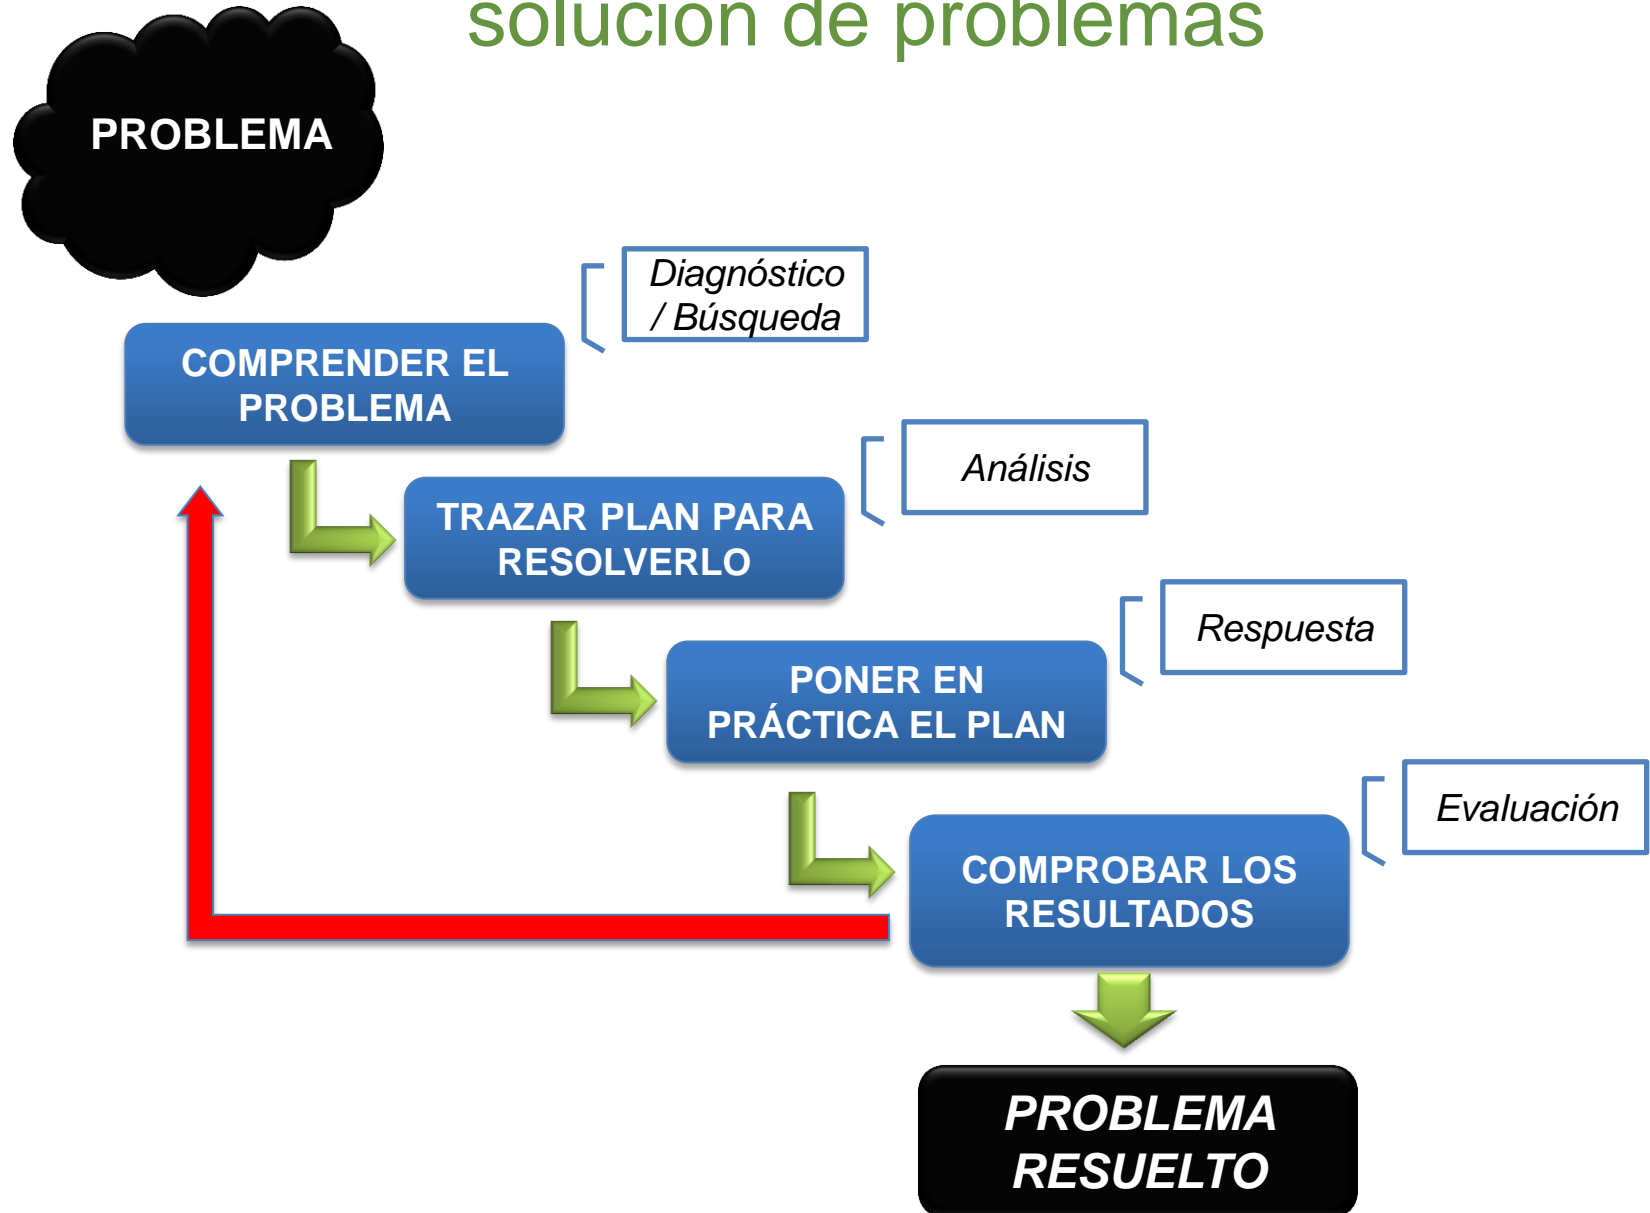 solución de problemas
PROBLEMA
Diagnóstico
/ Búsqueda
COMPRENDER EL
PROBLEMA
Análisis
TRAZAR PLAN PARA
RESOLVERLO
Respuesta
PONER EN
PRÁCTICA EL PLAN
Evaluación
COMPROBAR LOS
RESULTADOS
PROBLEMA
RESUELTO